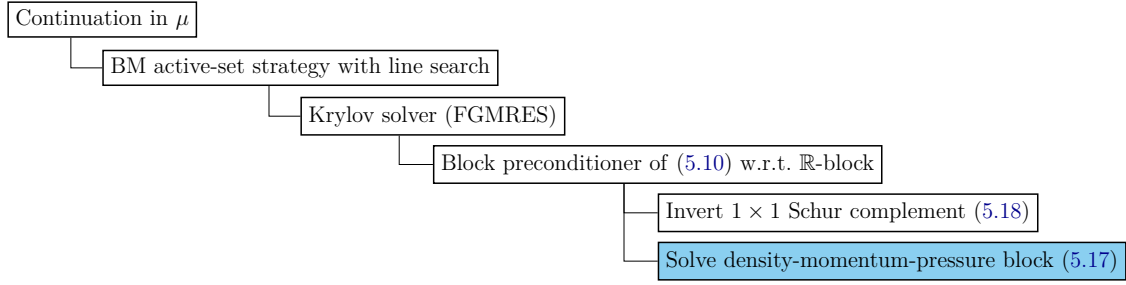 Continuation in μ
BM active-set strategy with line search
Krylov solver (FGMRES)
Block preconditioner of (5.10) w.r.t. ℝ-block
Invert 1 × 1 Schur complement (5.18)
Solve density-momentum-pressure block (5.17)